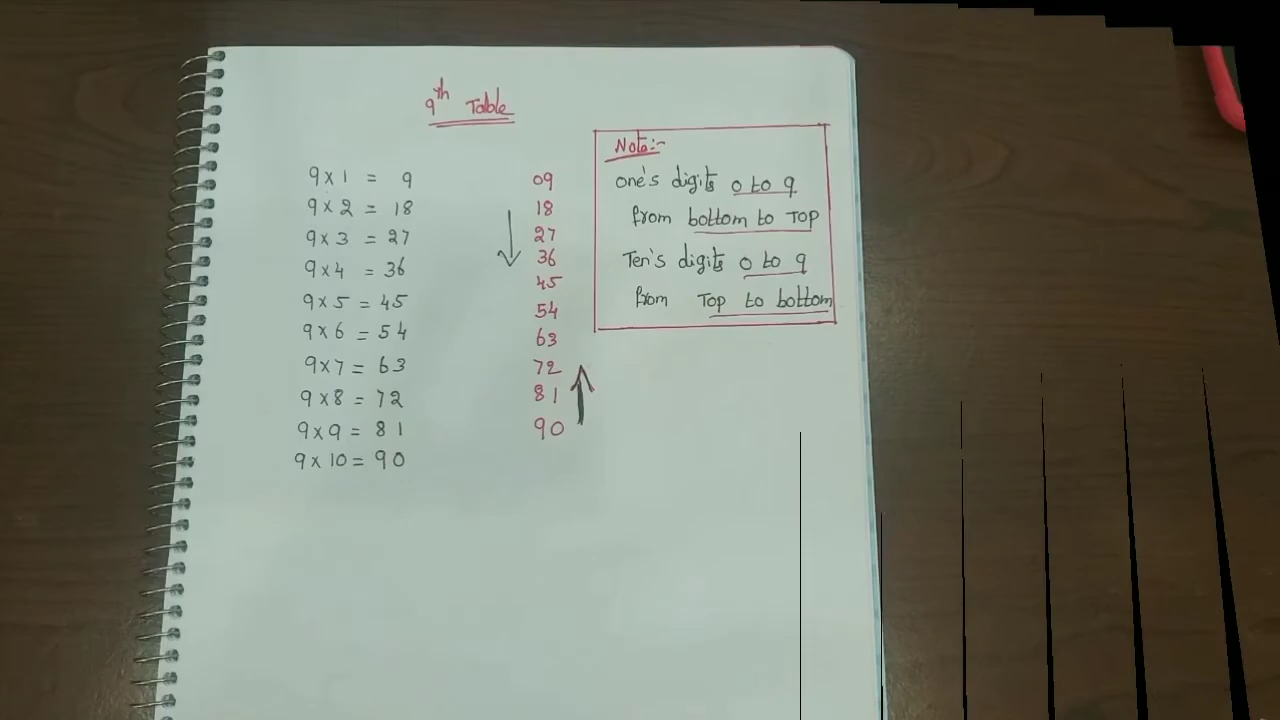 9th Table
9 x 1 = 9
9 x 2 = 18
9 x 3 = 27
9 x 4 = 36
9 x 5 = 45
9 x 6 = 54
9 x 7 = 63
9 x 8 = 72
9 x 9 = 81
9 x 10 = 90
09
18
27
36
45
54
63
72
81
90
Note:-
one's digits 0 to 9
from bottom to Top
Ten's digits 0 to 9
from Top to bottom